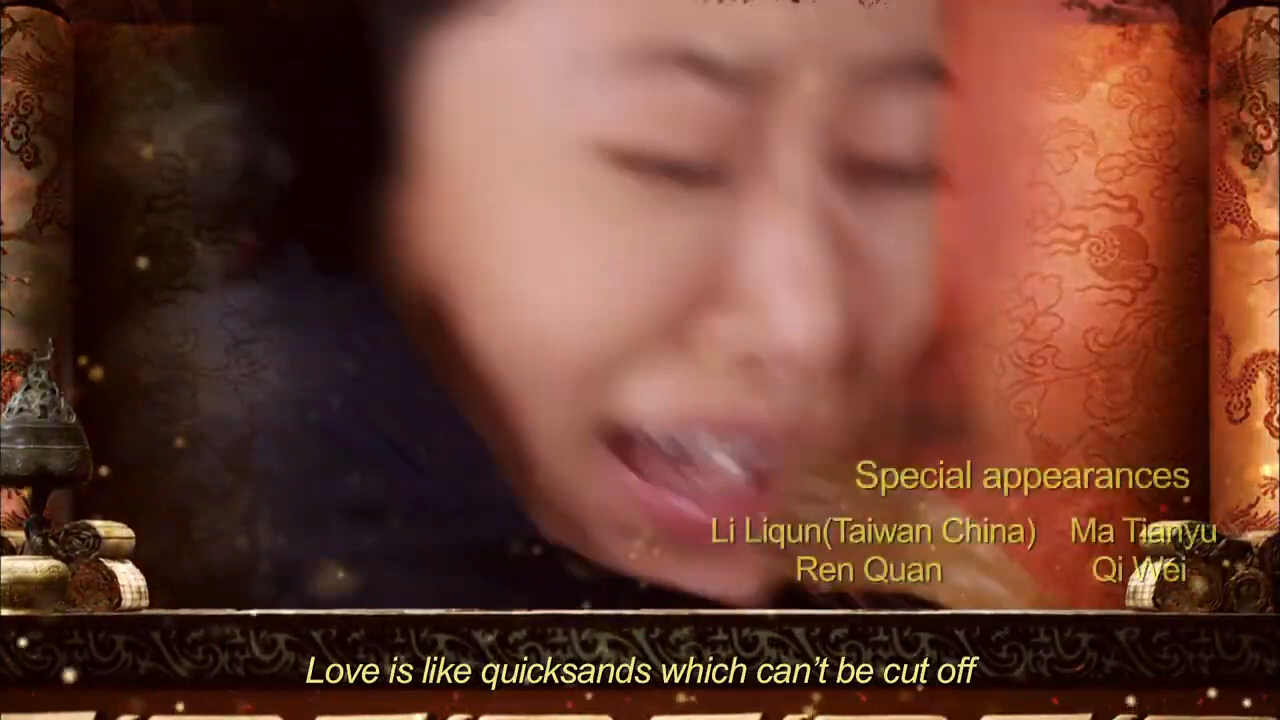 Special appearances
Li Liqun(Taiwan China) Ma Tianyu
Ren Quan Qi Wei
Love is like quicksands which can't be cut off